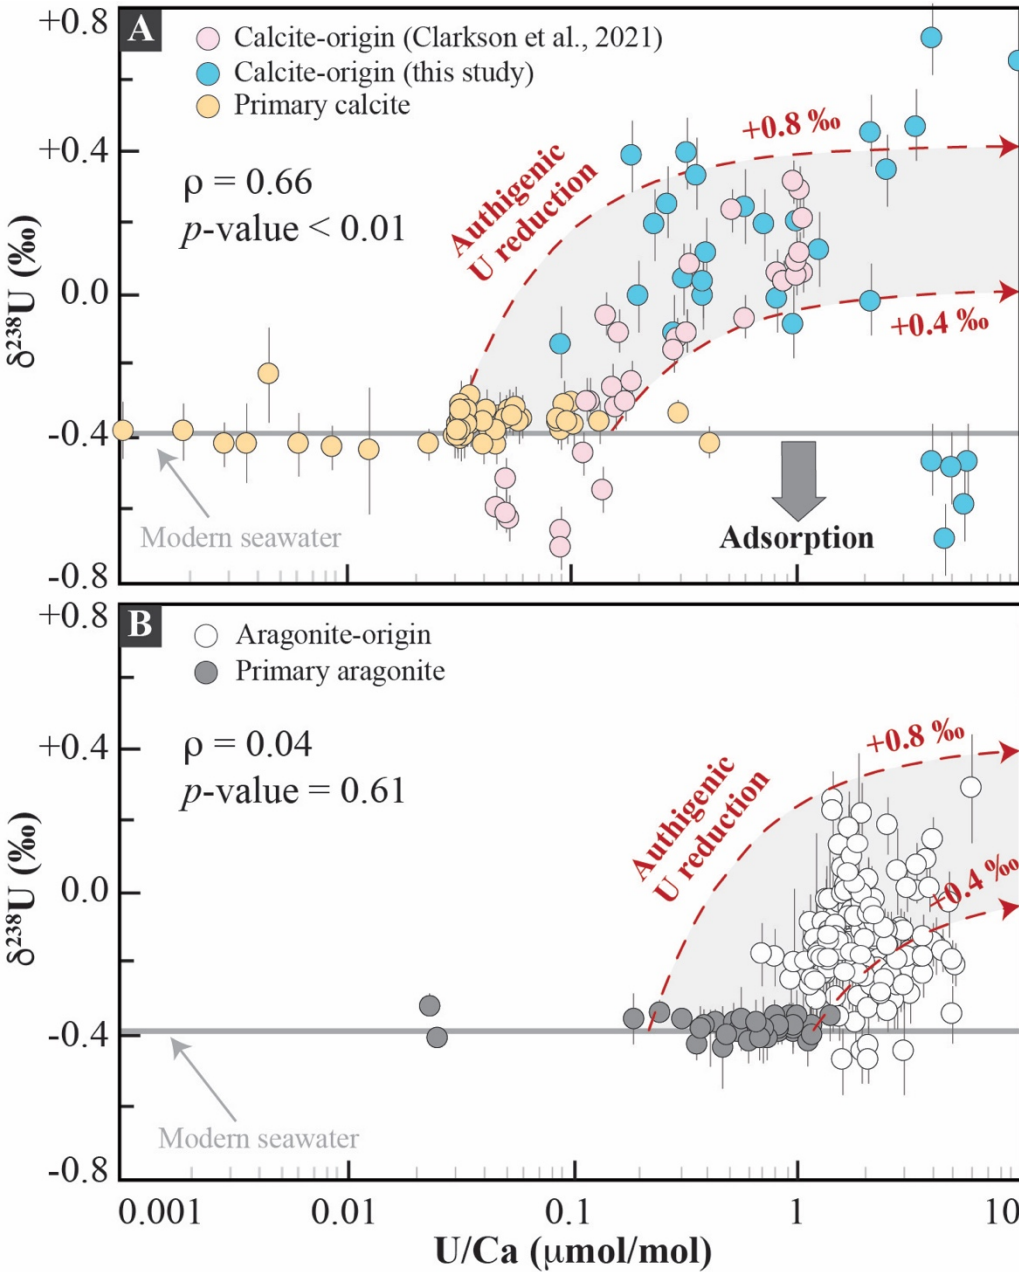 A
Calcite-origin (Clarkson et al., 2021)
Calcite-origin (this study)
Primary calcite
ρ = 0.66
p-value < 0.01
Authigenic
U reduction
+0.8 ‰
+0.4 ‰
Modern seawater
Adsorption
+0.8
+0.4
0.0
-0.4
-0.8
δ²³⁸U (‰)
B
Aragonite-origin
Primary aragonite
ρ = 0.04
p-value = 0.61
Authigenic
U reduction
+0.8 ‰
+0.4 ‰
Modern seawater
+0.8
+0.4
0.0
-0.4
-0.8
δ²³⁸U (‰)
0.001 0.01 0.1 1 10
U/Ca (μmol/mol)